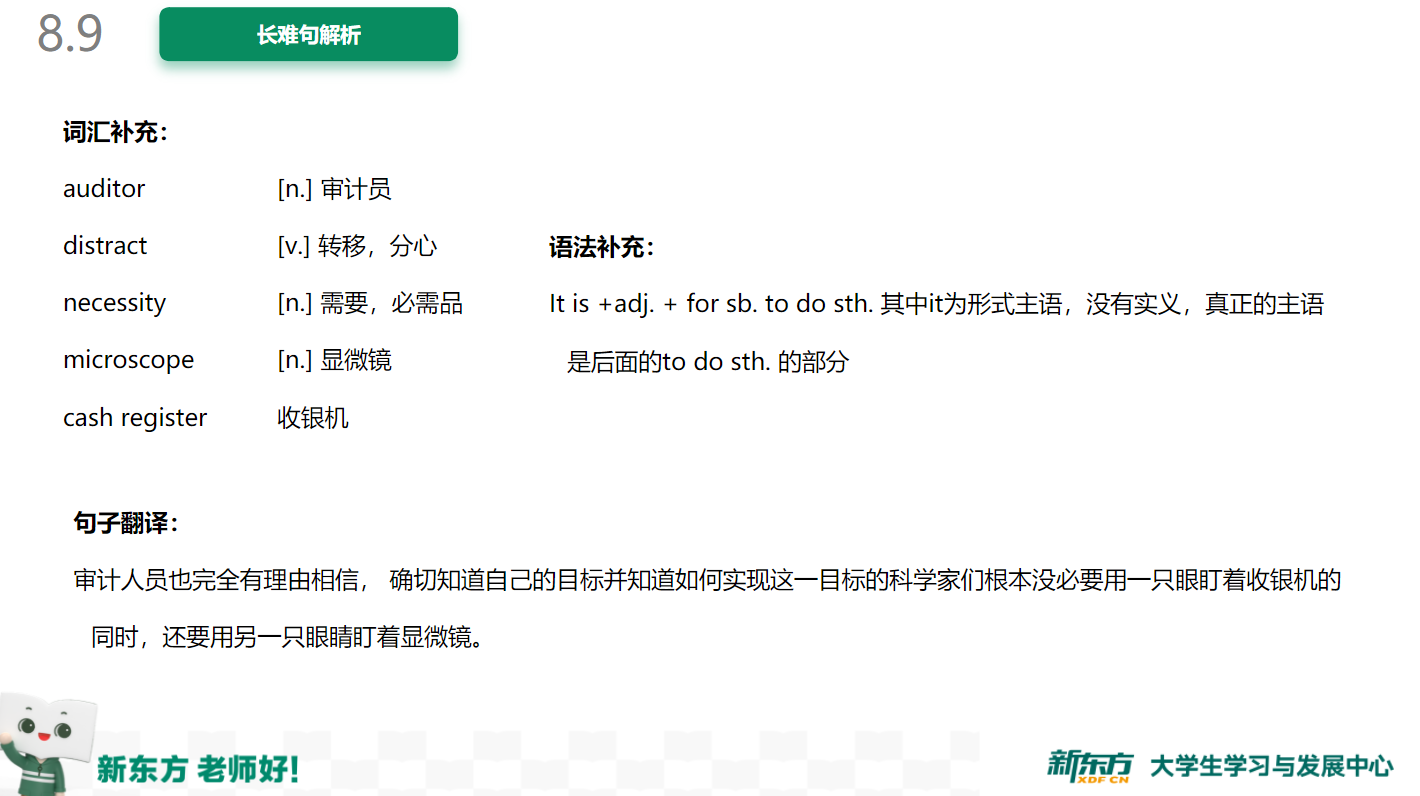 8.9
长难句解析
词汇补充：
auditor [n.] 审计员
distract [v.] 转移，分心
necessity [n.] 需要，必需品
microscope [n.] 显微镜
cash register 收银机
语法补充：
It is +adj. + for sb. to do sth. 其中it为形式主语，没有实义，真正的主语
是后面的to do sth. 的部分
句子翻译：
审计人员也完全有理由相信， 确切知道自己的目标并知道如何实现这一目标的科学家们根本没必要用一只眼盯着收银机的
同时，还要用另一只眼睛盯着显微镜。
新东方 老师好！
新东方 XDF.CN 大学生学习与发展中心